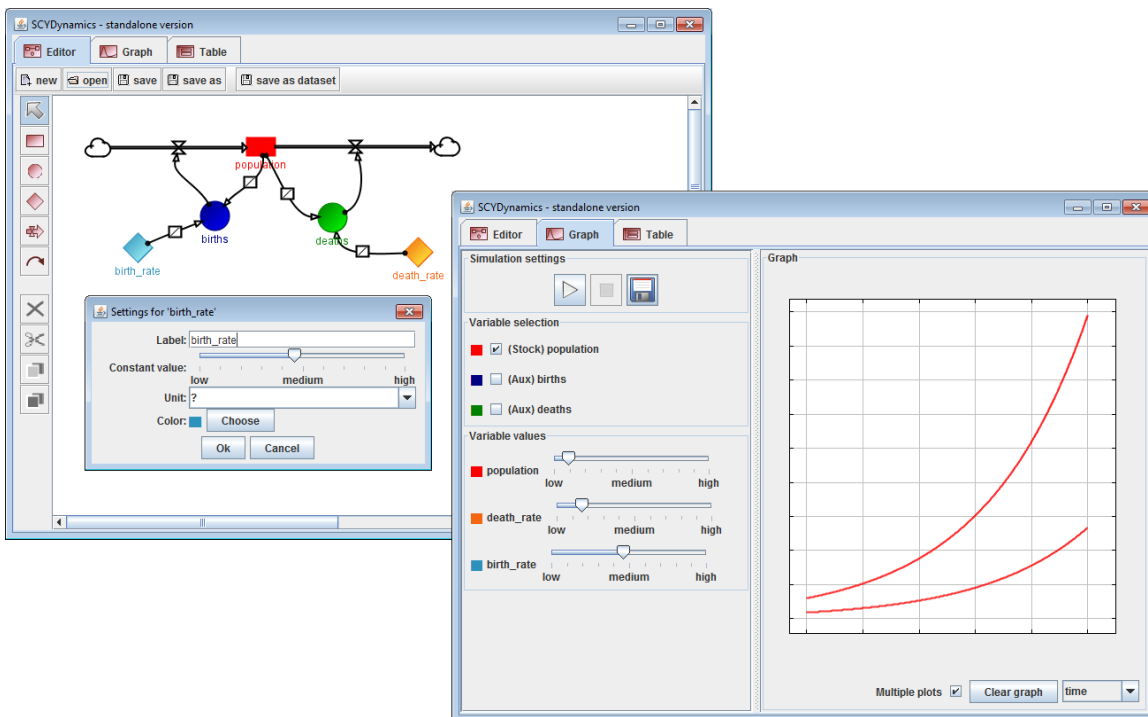 SCYDynamics - standalone version
Editor Graph Table
new open save save as save as dataset
population
births
deaths
birth_rate
death_rate
Settings for 'birth_rate'
Label: birth_rate
Constant value:
low medium high
Unit: ?
Color: Choose
Ok Cancel
SCYDynamics - standalone version
Editor Graph Table
Simulation settings
Variable selection
(Stock) population
(Aux) births
(Aux) deaths
Variable values
population
low medium high
death_rate
low medium high
birth_rate
low medium high
Graph
Multiple plots Clear graph time